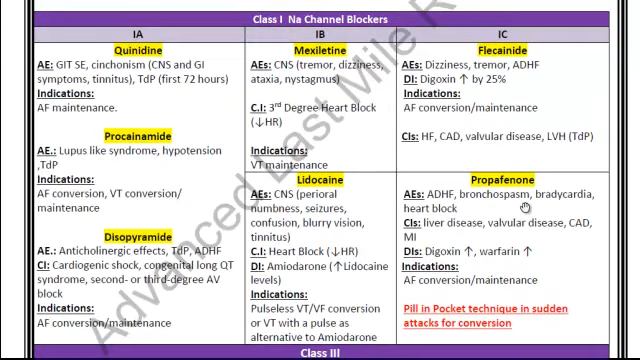 Class I Na Channel Blockers
IA
Quinidine
AE: GIT SE, cinchonism (CNS and GI
symptoms, tinnitus), TdP (first 72 hours)
Indications:
AF maintenance.
Procainamide
AE.: Lupus like syndrome, hypotension
,TdP
Indications:
AF conversion, VT conversion/
maintenance
Disopyramide
AE.: Anticholinergic effects, TdP, ADHF
CI: Cardiogenic shock, congenital long QT
syndrome, second- or third-degree AV
block
Indications:
AF conversion/maintenance
IB
Mexiletine
AEs: CNS (tremor, dizziness,
ataxia, nystagmus)
C.I: 3rd Degree Heart Block
(↓HR)
Indications:
VT maintenance
Lidocaine
AEs: CNS (perioral
numbness, seizures,
confusion, blurry vision,
tinnitus)
C.I: Heart Block (↓HR)
DI: Amiodarone (↑Lidocaine
levels)
Indications:
Pulseless VT/VF conversion
or VT with a pulse as
alternative to Amiodarone
IC
Flecainide
AEs: Dizziness, tremor, ADHF
DI: Digoxin ↑ by 25%
Indications:
AF conversion/maintenance
CIs: HF, CAD, valvular disease, LVH (TdP)
Propafenone
AEs: ADHF, bronchospasm, bradycardia,
heart block
CIs: liver disease, valvular disease, CAD,
MI
DIs: Digoxin ↑, warfarin ↑
Indications:
AF conversion/maintenance
Pill in Pocket technique in sudden
attacks for conversion
Class III
Advanced Last Mile